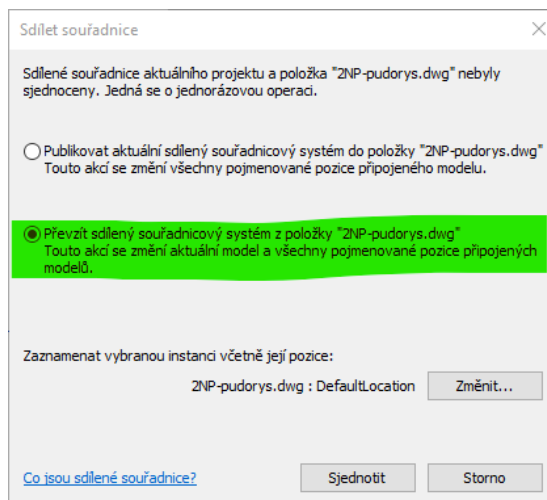 Sdílet souřadnice
Sdílené souřadnice aktuálního projektu a položka "2NP-pudorys.dwg" nebyly
sjednoceny. Jedná se o jednorázovou operaci.
Publikovat aktuální sdílený souřadnicový systém do položky "2NP-pudorys.dwg"
Touto akcí se změní všechny pojmenované pozice připojeného modelu.
Převzít sdílený souřadnicový systém z položky "2NP-pudorys.dwg"
Touto akcí se změní aktuální model a všechny pojmenované pozice připojených
modelů.
Zaznamenat vybranou instanci včetně její pozice:
2NP-pudorys.dwg : DefaultLocation Změnit...
Co jsou sdílené souřadnice? Sjednotit Storno